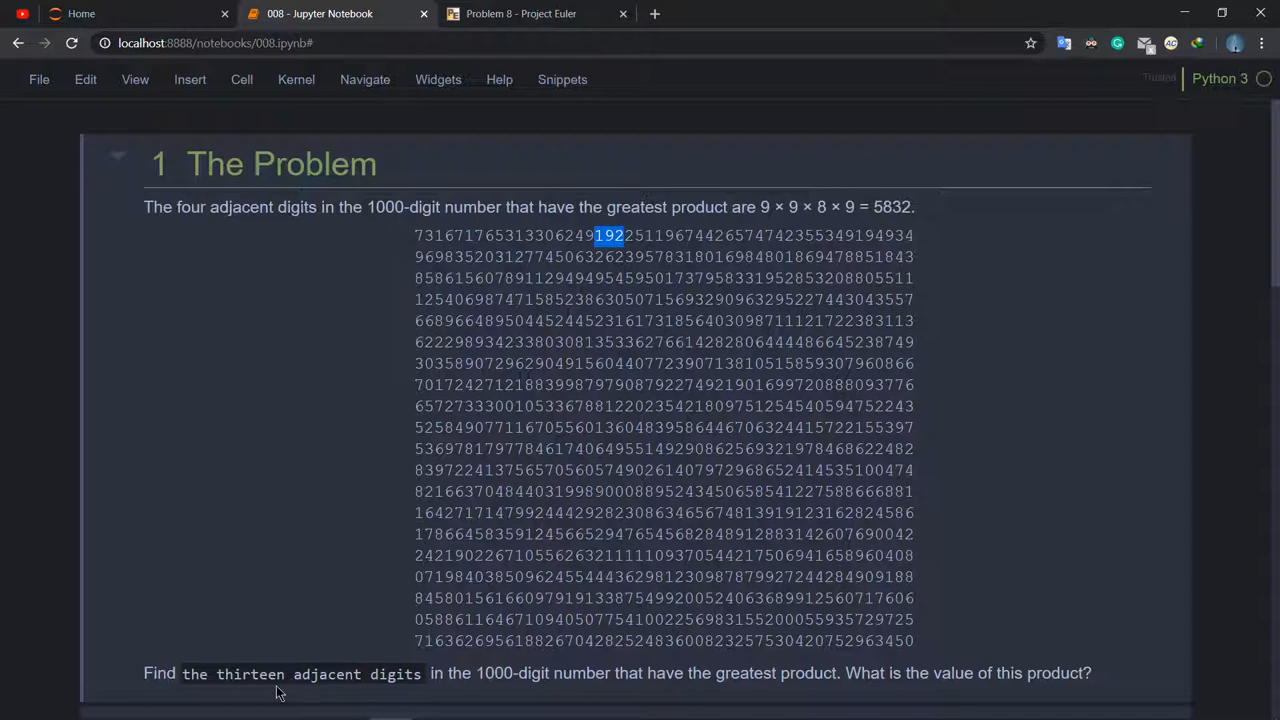 Home
008 - Jupyter Notebook
Problem 8 - Project Euler
localhost:8888/notebooks/008.ipynb#
File Edit View Insert Cell Kernel Navigate Widgets Help Snippets Trusted Python 3
1 The Problem
The four adjacent digits in the 1000-digit number that have the greatest product are 9 × 9 × 8 × 9 = 5832.
73167176531330624919225119674426574742355349194934
96983520312774506326239578318016984801869478851843
85861560789112949495459501737958331952853208805511
12540698747158523863050715693290963295227443043557
66896648950445244523161731856403098711121722383113
62229893423380308135336276614282806444486645238749
30358907296290491560440772390713810515859307960866
70172427121883998797908792274921901699720888093776
65727333001053367881220235421809751254540594752243
52584907711670556013604839586446706324415722155397
53697817977846174064955149290862569321978468622482
83972241375657056057490261407972968652414535100474
82166370484403199890008895243450658541227588666881
16427171479924442928230863465674813919123162824586
17866458359124566529476545682848912883142607690042
24219022671055626321111109370544217506941658960408
07198403850962455444362981230987879927244284909188
84580156166097919133875499200524063689912560717606
05886116467109405077541002256983155200055935729725
71636269561882670428252483600823257530420752963450
Find the thirteen adjacent digits in the 1000-digit number that have the greatest product. What is the value of this product?